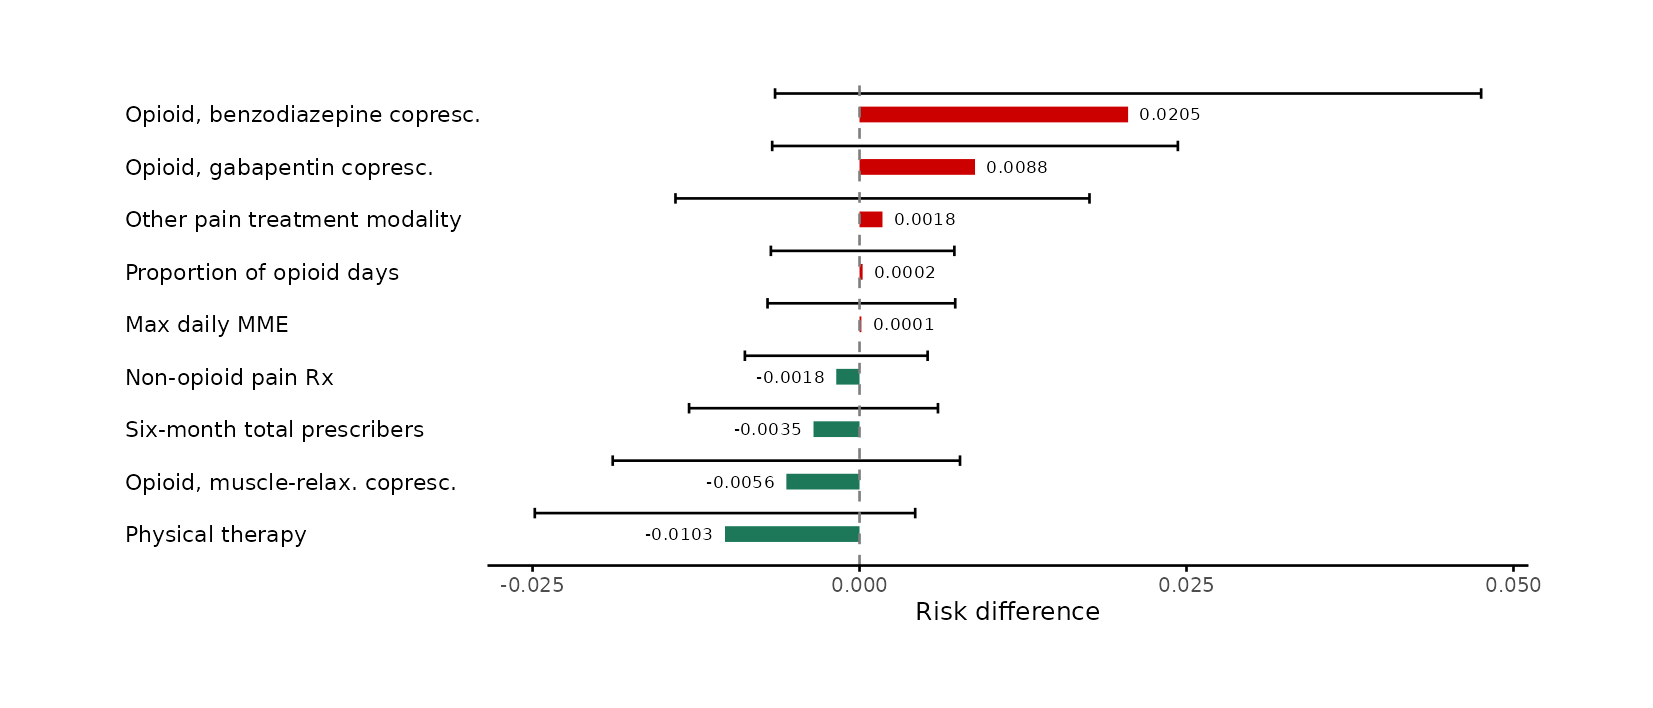 Opioid, benzodiazepine copresc.
0.0205
Opioid, gabapentin copresc.
0.0088
Other pain treatment modality
0.0018
Proportion of opioid days
0.0002
Max daily MME
0.0001
Non-opioid pain Rx
-0.0018
Six-month total prescribers
-0.0035
Opioid, muscle-relax. copresc.
-0.0056
Physical therapy
-0.0103
-0.025 0.000 0.025 0.050
Risk difference